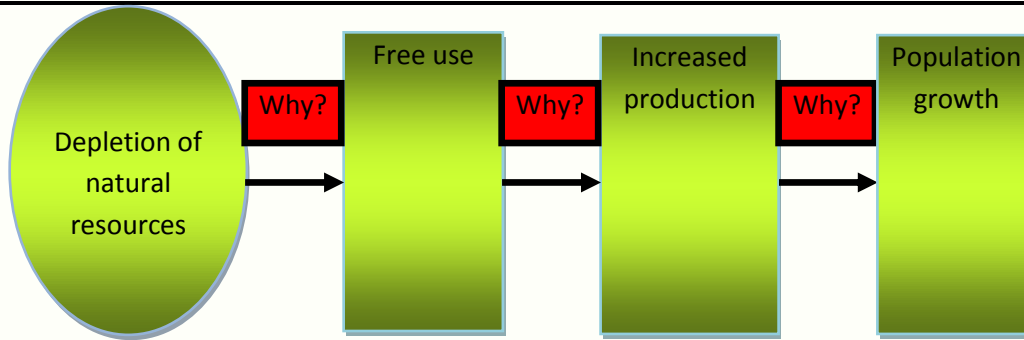 Depletion of
natural
resources
Why?
Free use
Why?
Increased
production
Why?
Population
growth